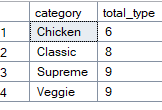 category total_type
1 Chicken 6
2 Classic 8
3 Supreme 9
4 Veggie 9